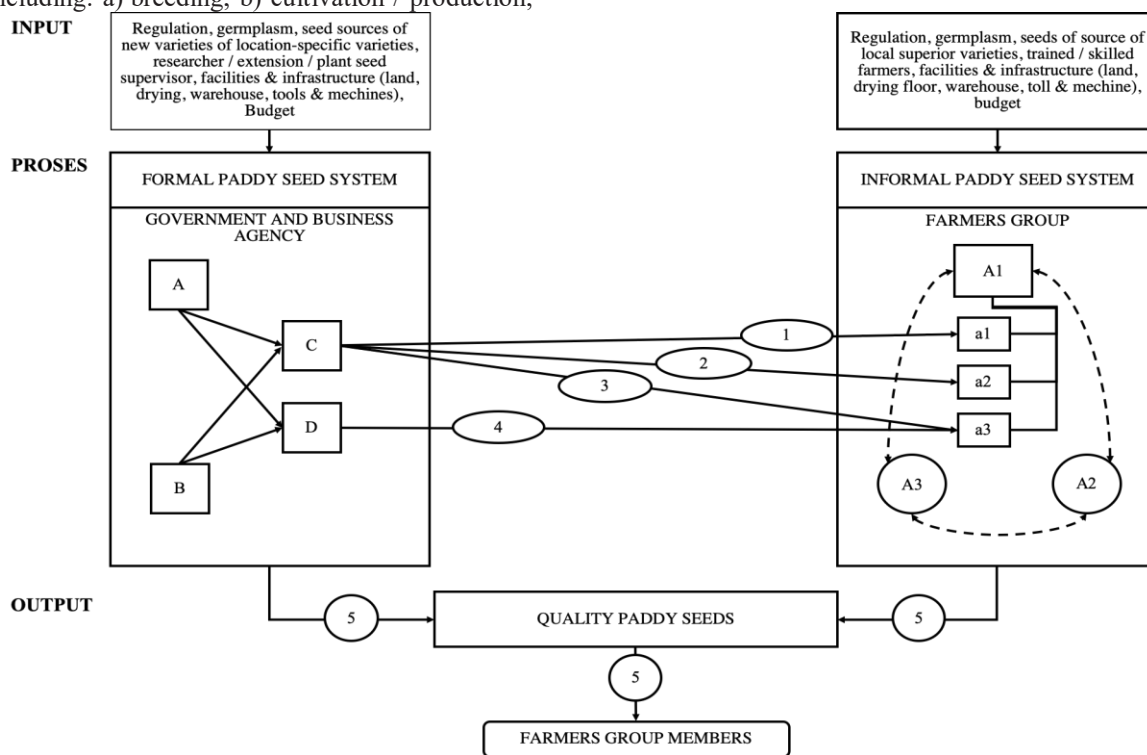 ncluding: a) breeding; b) cultivation / production;
INPUT
Regulation, germplasm, seed sources of
new varieties of location-specific varieties,
researcher / extension / plant seed
supervisor, facilities & infrastructure (land,
drying, warehouse, tools & mechines),
Budget
Regulation, germplasm, seeds of source of
local superior varieties, trained / skilled
farmers, facilities & infrastructure (land,
drying floor, warehouse, toll & mechine),
budget
PROSES
FORMAL PADDY SEED SYSTEM
GOVERNMENT AND BUSINESS
AGENCY
A
C
D
B
1
2
3
4
INFORMAL PADDY SEED SYSTEM
FARMERS GROUP
A1
a1
a2
a3
A3
A2
OUTPUT
5
QUALITY PADDY SEEDS
5
5
FARMERS GROUP MEMBERS